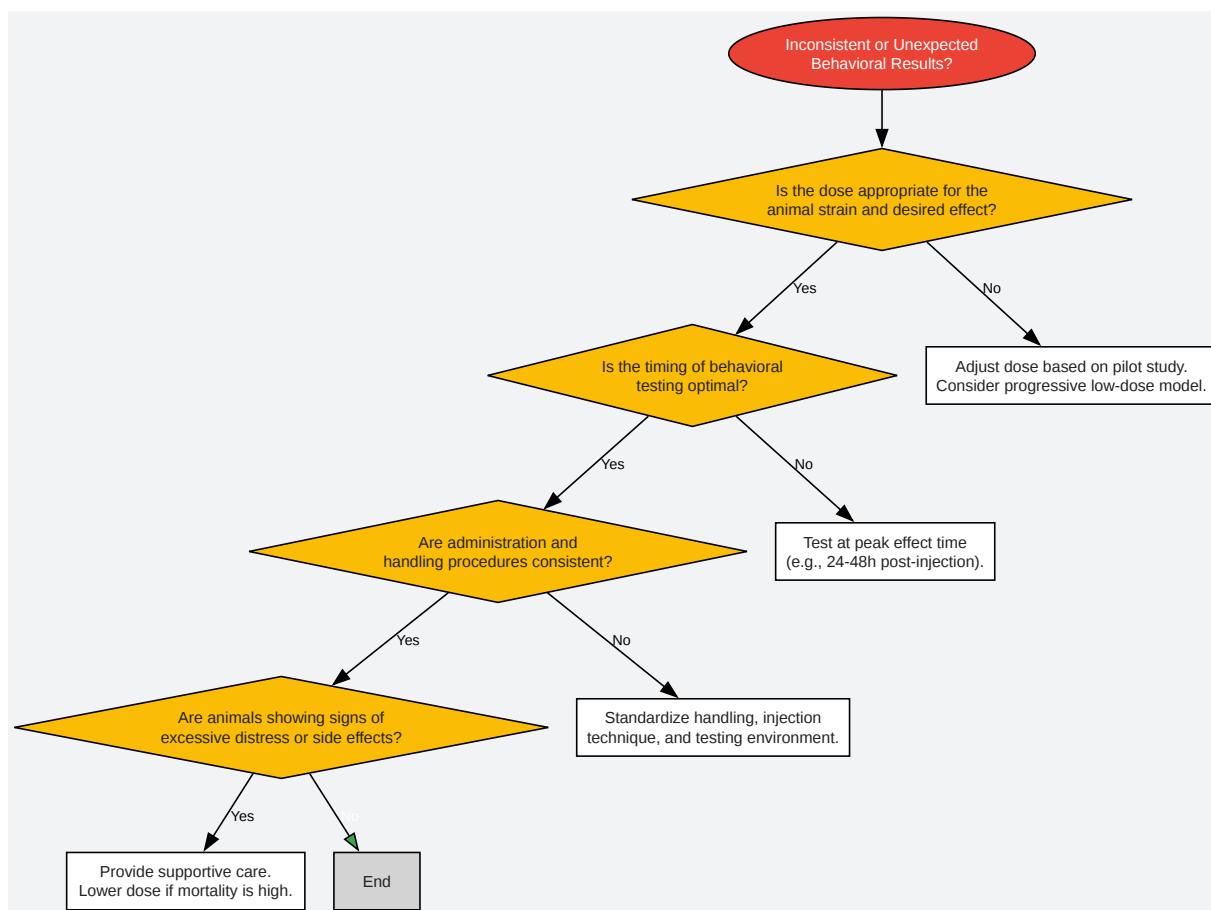 Inconsistent or Unexpected
Behavioral Results?
Is the dose appropriate for the
animal strain and desired effect?
Yes
No
Is the timing of behavioral
testing optimal?
Adjust dose based on pilot study.
Consider progressive low-dose model.
Yes
No
Are administration and
handling procedures consistent?
Test at peak effect time
(e.g., 24-48h post-injection).
Yes
No
Are animals showing signs of
excessive distress or side effects?
Standardize handling, injection
technique, and testing environment.
Yes
No
Provide supportive care.
Lower dose if mortality is high.
End